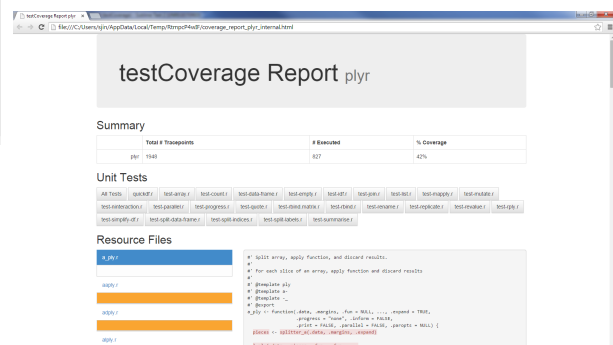 testCoverage Report plyr
file:///C:/Users/sjin/AppData/Local/Temp/RtmpcP4wlF/coverage_report_plyr_internal.html
testCoverage Report plyr
Summary
Total # Tracepoints # Executed % Coverage
plyr 1948 827 42%
Unit Tests
All Tests quickdf.r test-array.r test-count.r test-data-frame.r test-empty.r test-idf.r test-join.r test-list.r test-mapply.r test-mutate.r
test-ninteraction.r test-parallel.r test-progress.r test-quote.r test-rbind.matrix.r test-rbind.r test-rename.r test-replicate.r test-revalue.r test-rply.r
test-simplify-df.r test-split-data-frame.r test-split-indices.r test-split-labels.r test-summarise.r
Resource Files
a_ply.r
aaply.r
adply.r
alply.r
#' Split array, apply function, and discard results.
#'
#' For each slice of an array, apply function and discard results
#'
#' @template ply
#' @template a-
#' @template -_
#' @export
a_ply <- function(.data, .margins, .fun = NULL, ..., .expand = TRUE,
.progress = "none", .inform = FALSE,
.print = FALSE, .parallel = FALSE, .paropts = NULL) {
pieces <- splitter_a(.data, .margins, .expand)